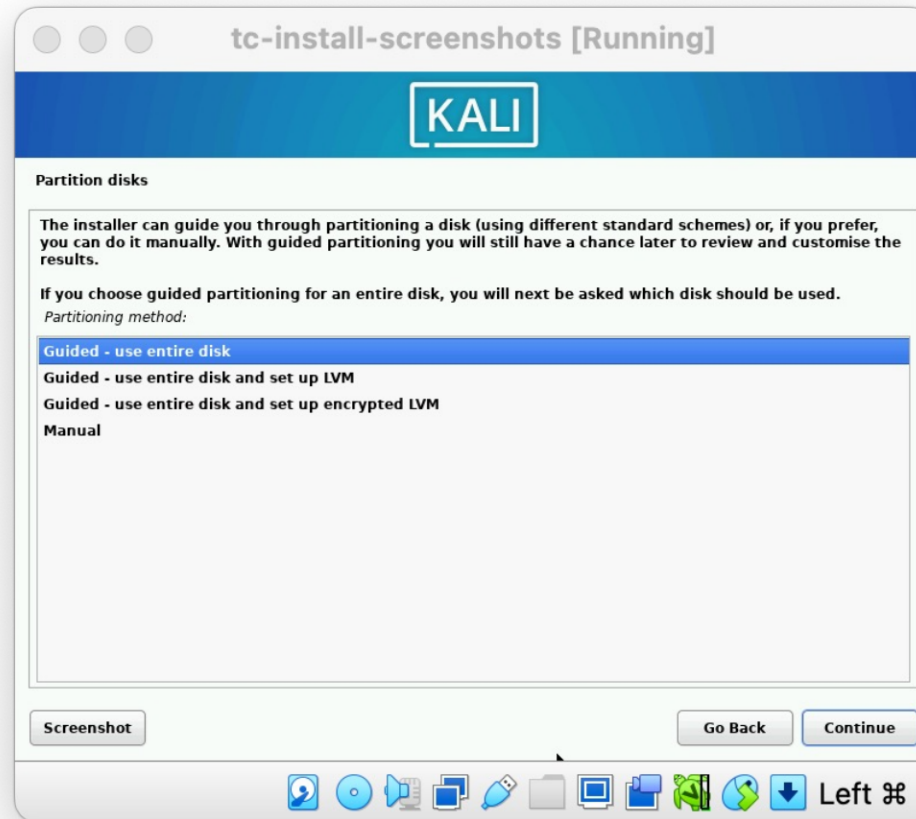 tc-install-screenshots [Running]
KALI
Partition disks
The installer can guide you through partitioning a disk (using different standard schemes) or, if you prefer,
you can do it manually. With guided partitioning you will still have a chance later to review and customise the
results.
If you choose guided partitioning for an entire disk, you will next be asked which disk should be used.
Partitioning method:
Guided - use entire disk
Guided - use entire disk and set up LVM
Guided - use entire disk and set up encrypted LVM
Manual
Screenshot Go Back Continue
Left ⌘